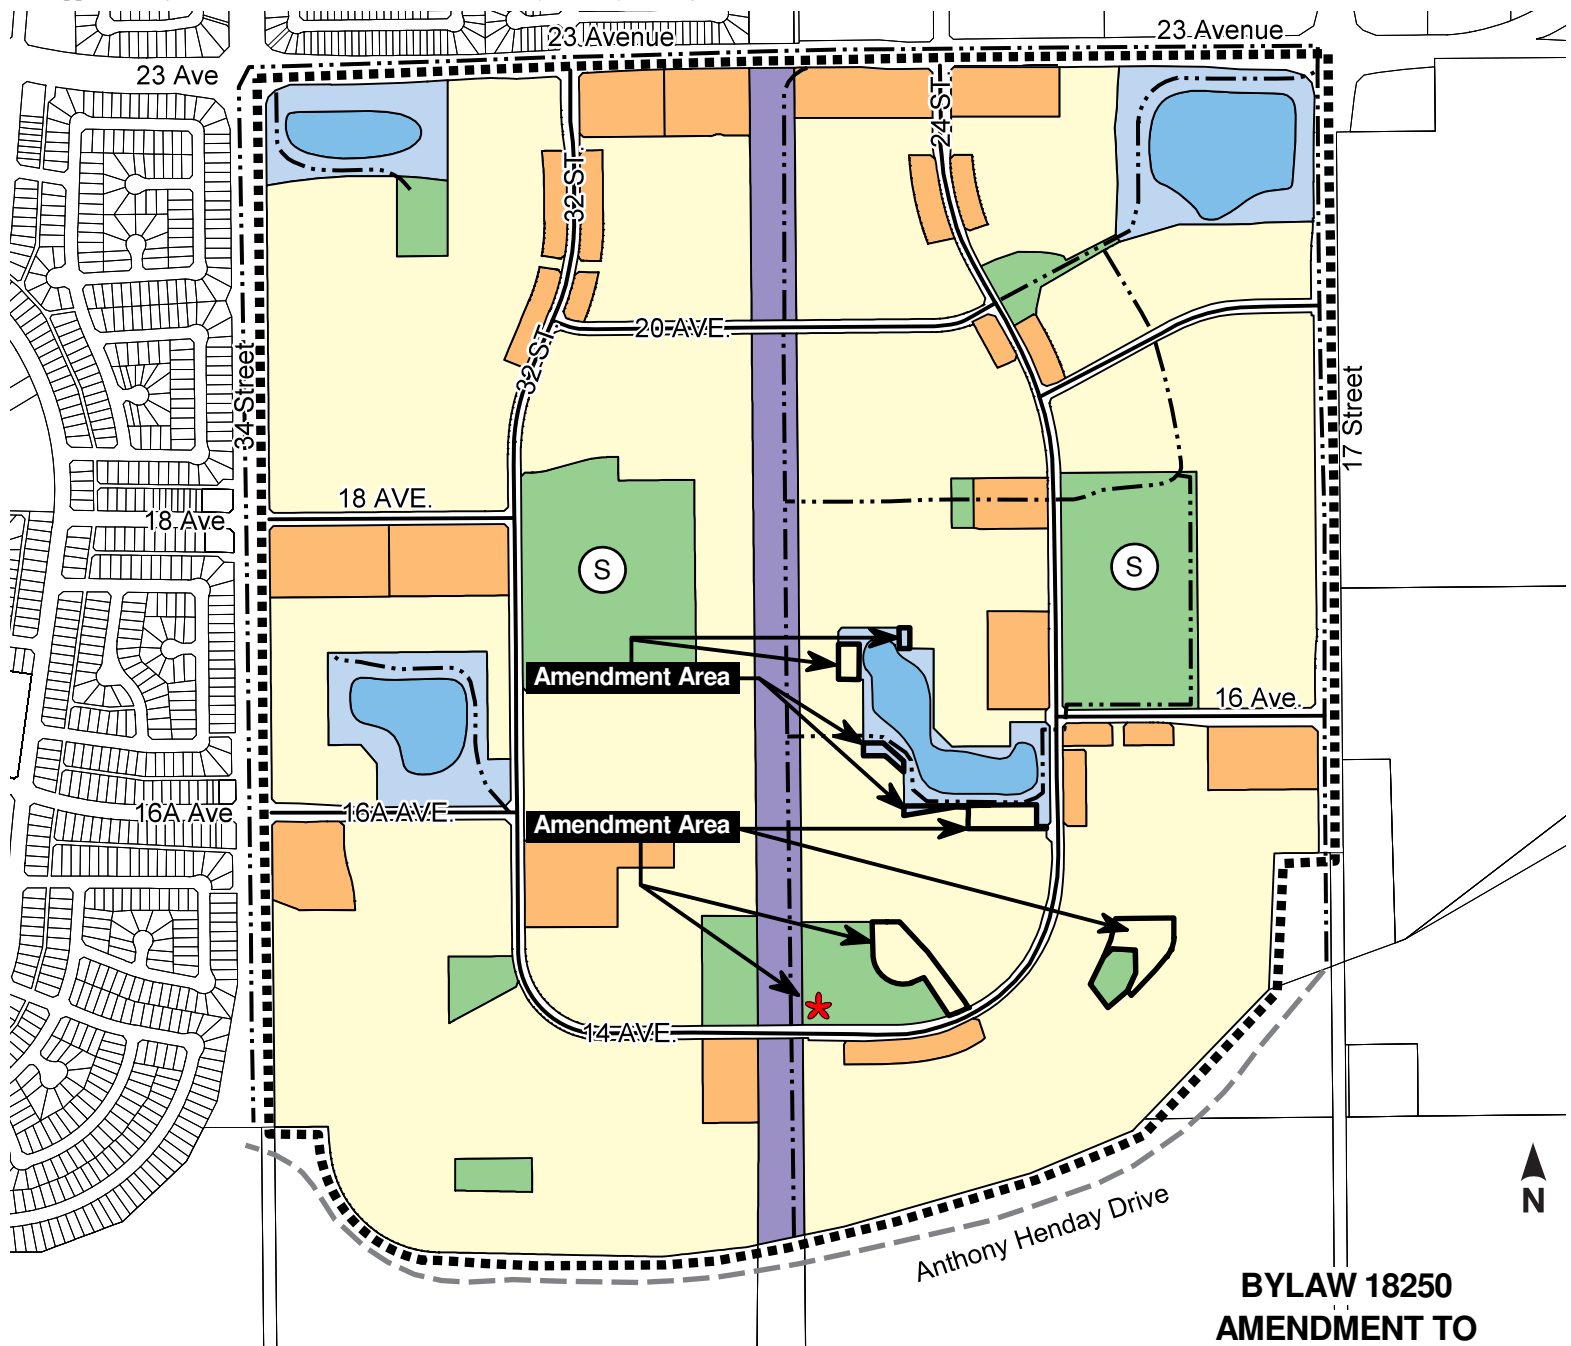 23 Avenue
23 Avenue
23 Ave
24 ST.
32 ST.
20 AVE.
32 ST.
34 Street
17 Street
18 AVE.
18 Ave
S
S
Amendment Area
16 Ave.
16A Ave
16A AVE.
Amendment Area
14 AVE.
Anthony Henday Drive
N
BYLAW 18250
AMENDMENT TO